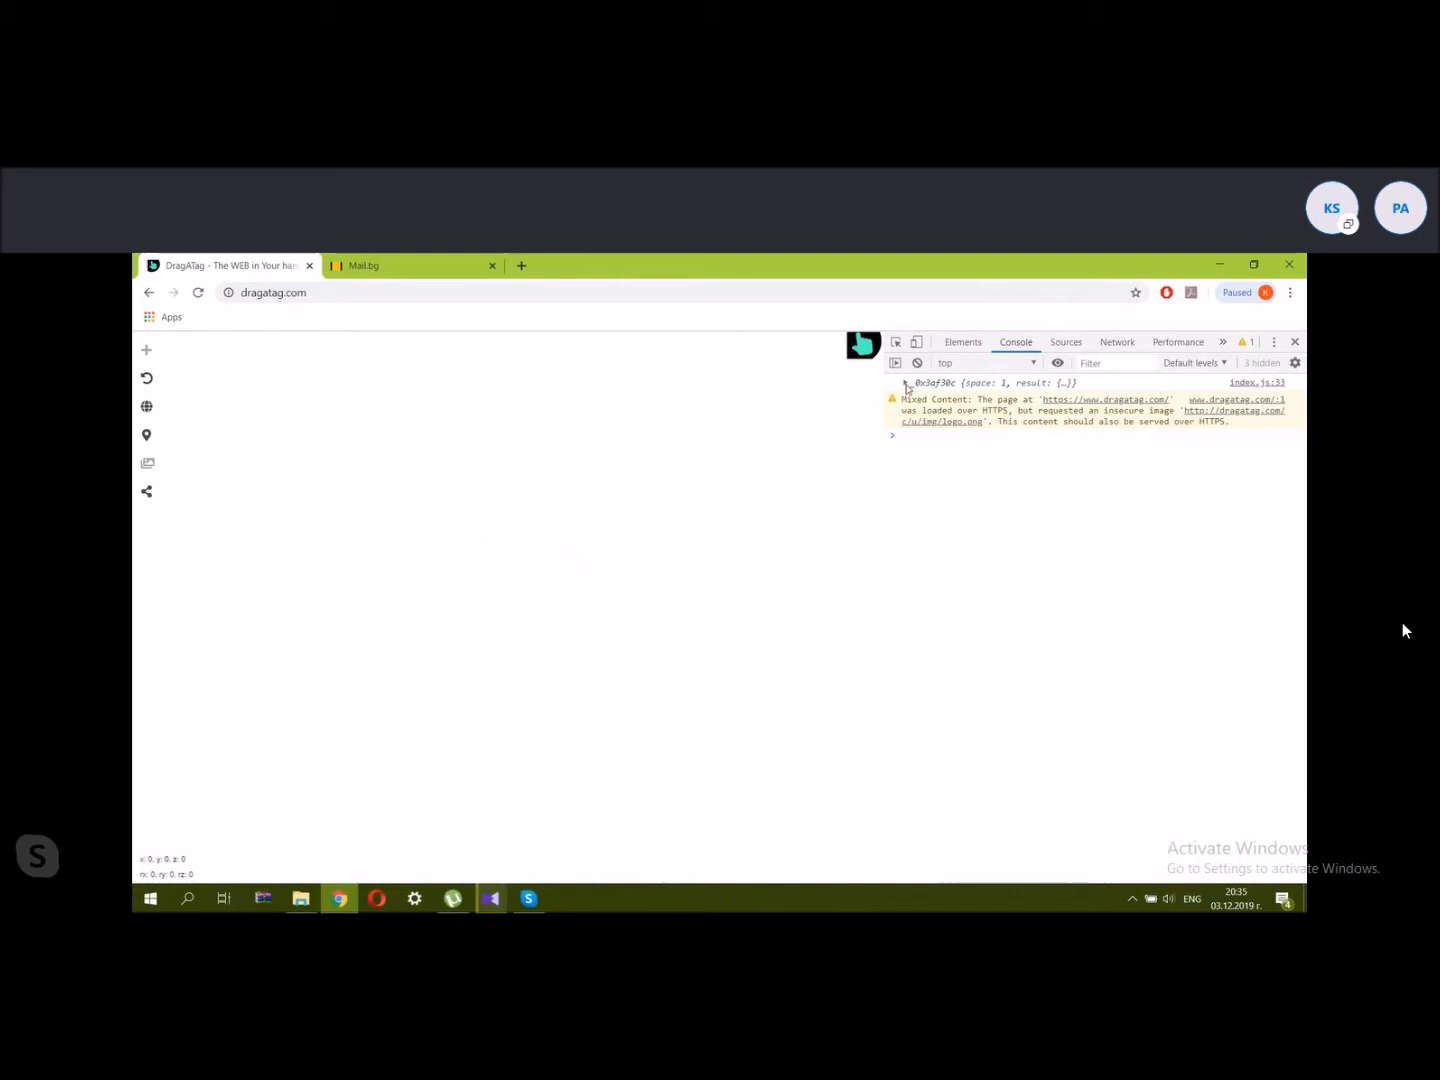 KS
PA
DragATag - The WEB in Your han
Mail.bg
dragatag.com
Paused
K
Apps
Elements
Console
Sources
Network
Performance
1
top
Filter
Default levels
3 hidden
0x3af30c {space: 1, result: {…}}
index.js:33
Mixed Content: The page at 'https://www.dragatag.com/'
www.dragatag.com/:1
was loaded over HTTPS, but requested an insecure image 'http://dragatag.com/
c/u/img/logo.png'. This content should also be served over HTTPS.
x: 0, y: 0, z: 0
rx: 0, ry: 0, rz: 0
Activate Windows
Go to Settings to activate Windows.
S
S
ENG
20:35
03.12.2019 г.
4